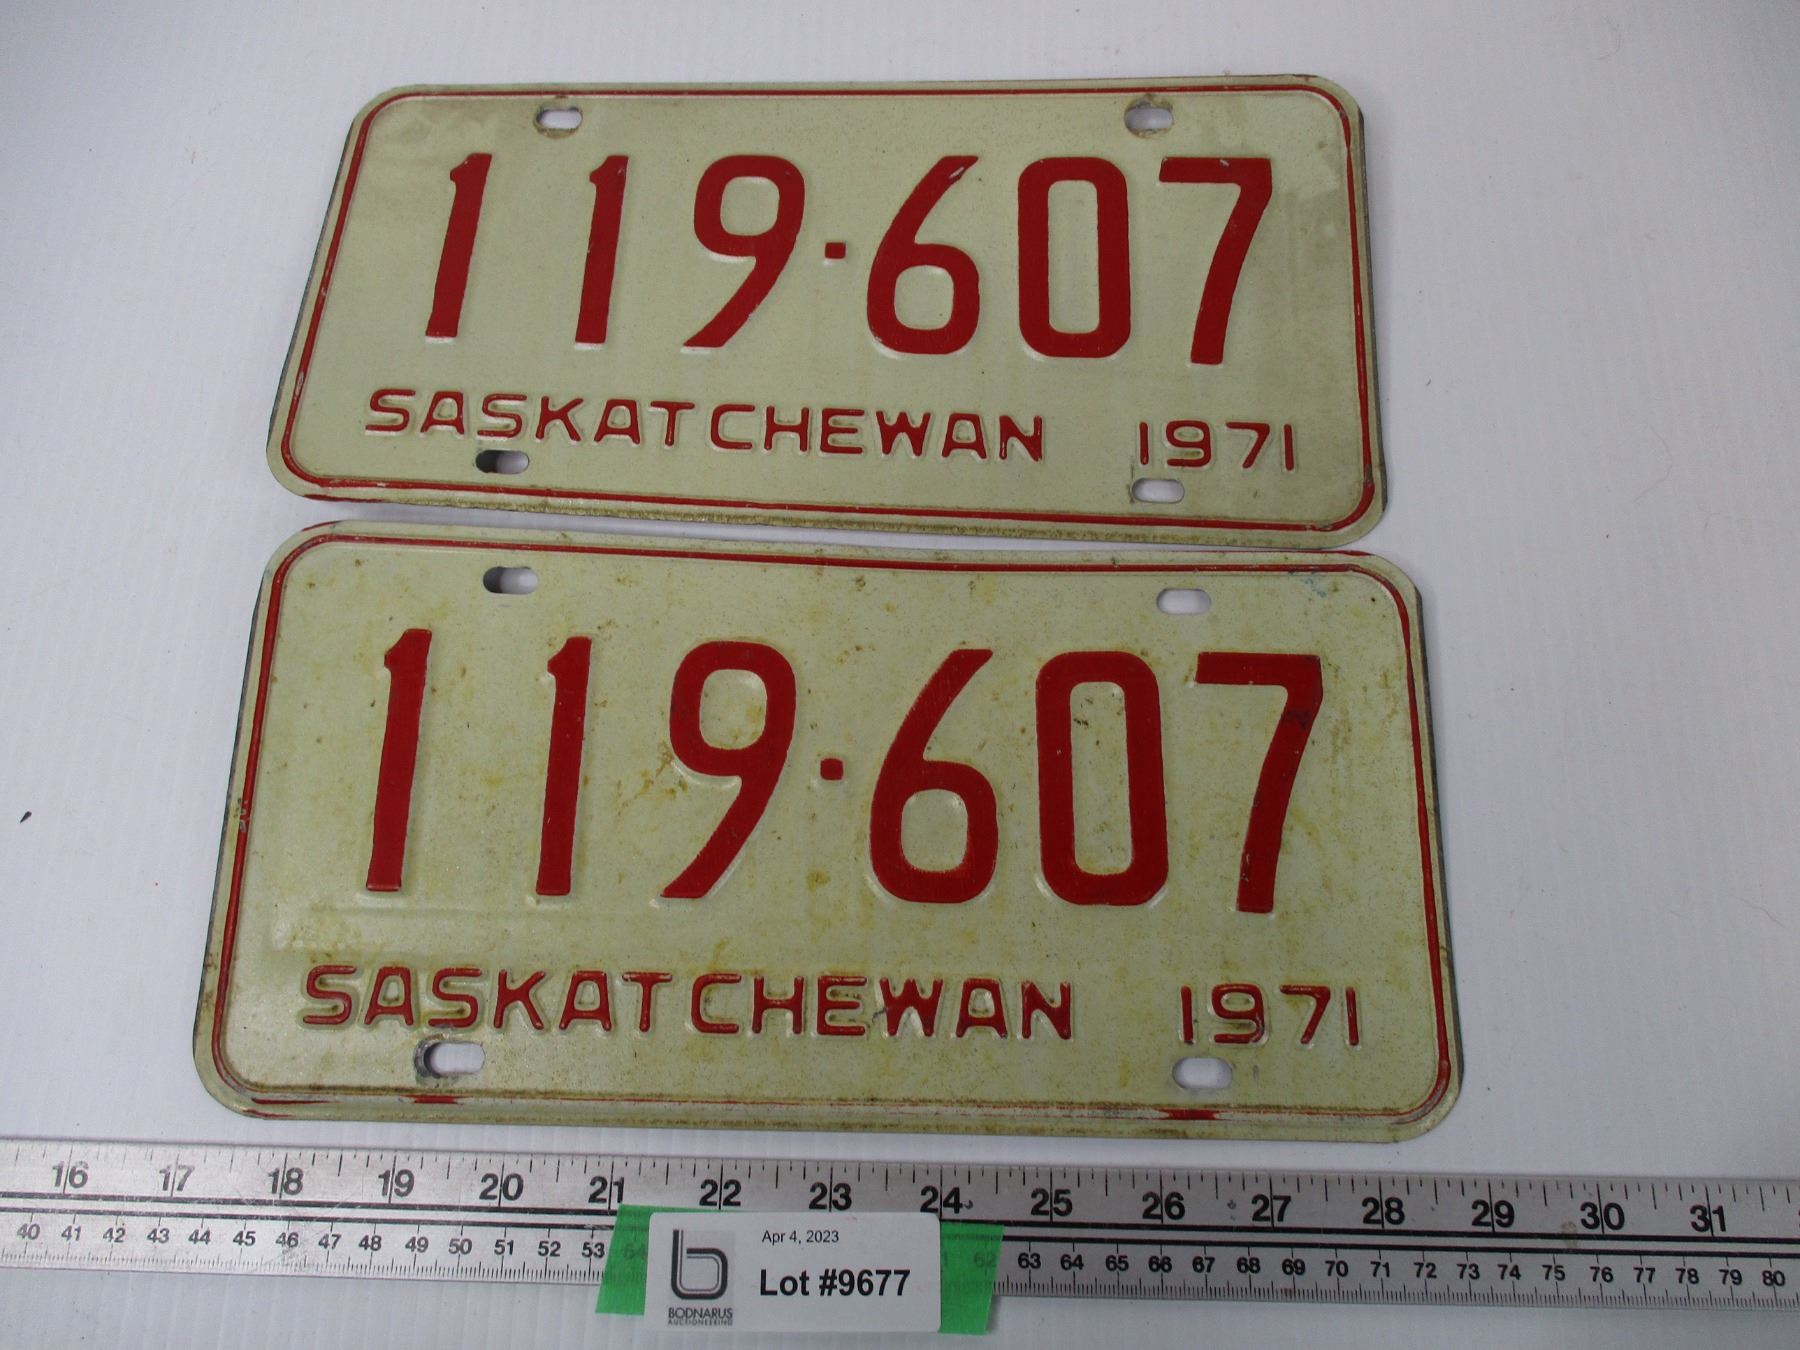 119·607
SASKATCHEWAN 1971
119·607
SASKATCHEWAN 1971
16 17 18 19 20 21 22 23 24 25 26 27 28 29 30 31
40 41 42 43 44 45 46 47 48 49 50 51 52 53 54 62 63 64 65 66 67 68 69 70 71 72 73 74 75 76 77 78 79 80
Apr 4, 2023
Lot #9677
BODNARUS
AUCTIONEERING